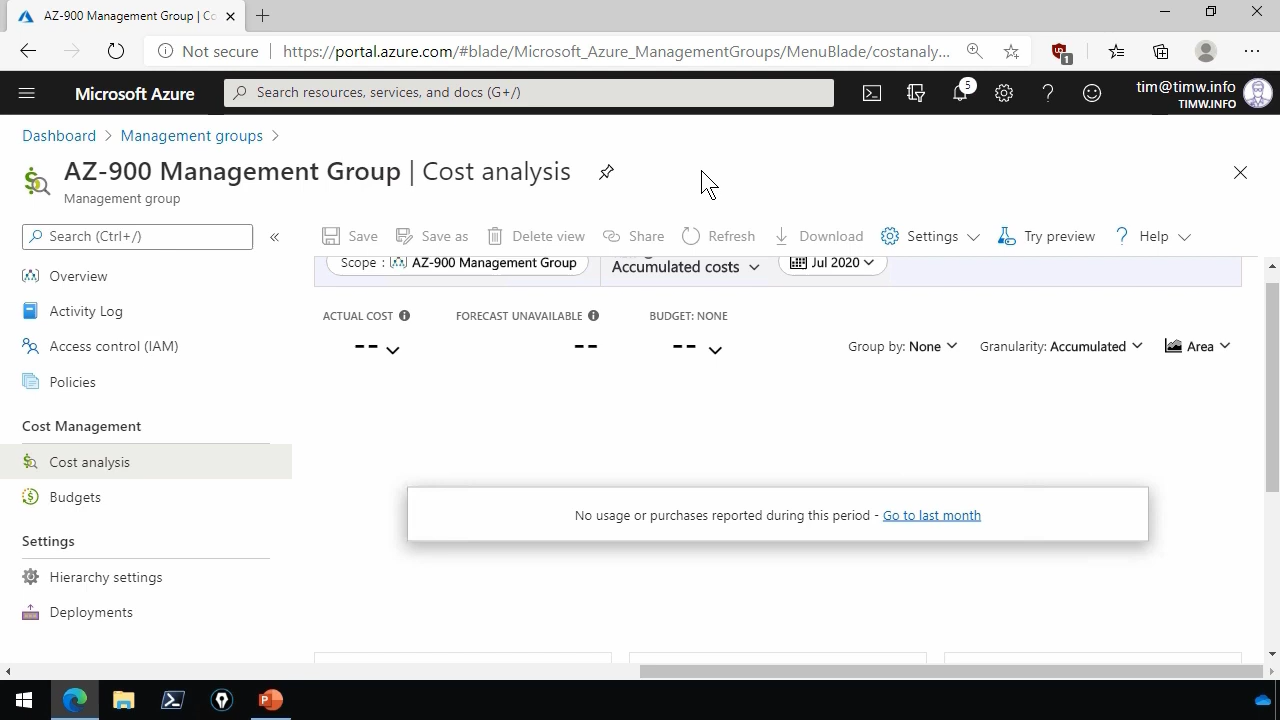 AZ-900 Management Group | Co
Not secure
https://portal.azure.com/#blade/Microsoft_Azure_ManagementGroups/MenuBlade/costanaly...
1
Microsoft Azure
Search resources, services, and docs (G+/)
5
tim@timw.info
TIMW.INFO
Dashboard > Management groups >
AZ-900 Management Group | Cost analysis
Management group
Search (Ctrl+/)
«
Save
Save as
Delete view
Share
Refresh
Download
Settings
Try preview
Help
Scope : AZ-900 Management Group
Accumulated costs
Jul 2020
Overview
Activity Log
Access control (IAM)
Policies
Cost Management
Cost analysis
Budgets
Settings
Hierarchy settings
Deployments
ACTUAL COST
--
FORECAST UNAVAILABLE
--
BUDGET: NONE
--
Group by: None
Granularity: Accumulated
Area
No usage or purchases reported during this period - Go to last month